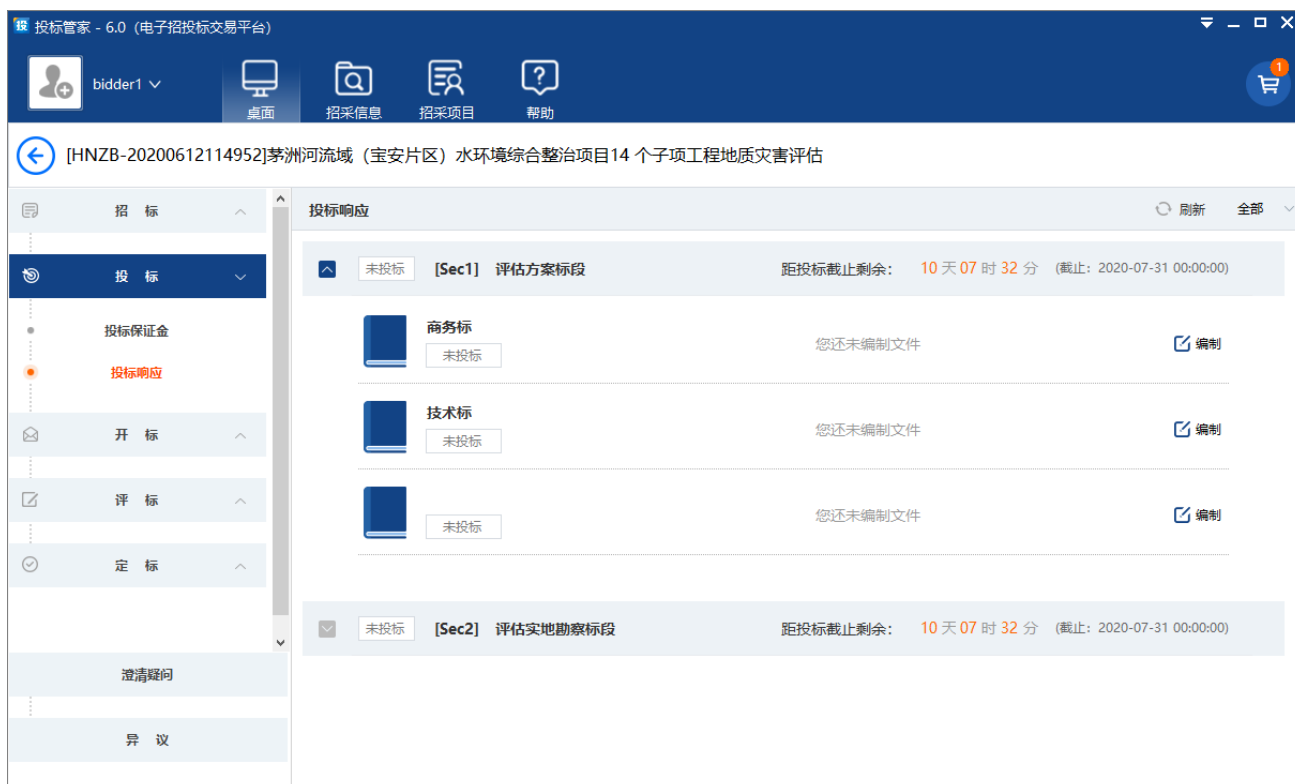 投标管家 - 6.0（电子招投标交易平台）
bidder1
桌面
招采信息
招采项目
帮助
1
[HNZB-20200612114952]茅洲河流域（宝安片区）水环境综合整治项目14 个子项工程地质灾害评估
招 标
投 标
投标保证金
投标响应
开 标
评 标
定 标
澄清疑问
异 议
投标响应 刷新 全部
未投标 [Sec1] 评估方案标段 距投标截止剩余： 10 天 07 时 32 分 (截止：2020-07-31 00:00:00)
商务标
未投标 您还未编制文件 编制
技术标
未投标 您还未编制文件 编制
未投标 您还未编制文件 编制
未投标 [Sec2] 评估实地勘察标段 距投标截止剩余： 10 天 07 时 32 分 (截止：2020-07-31 00:00:00)